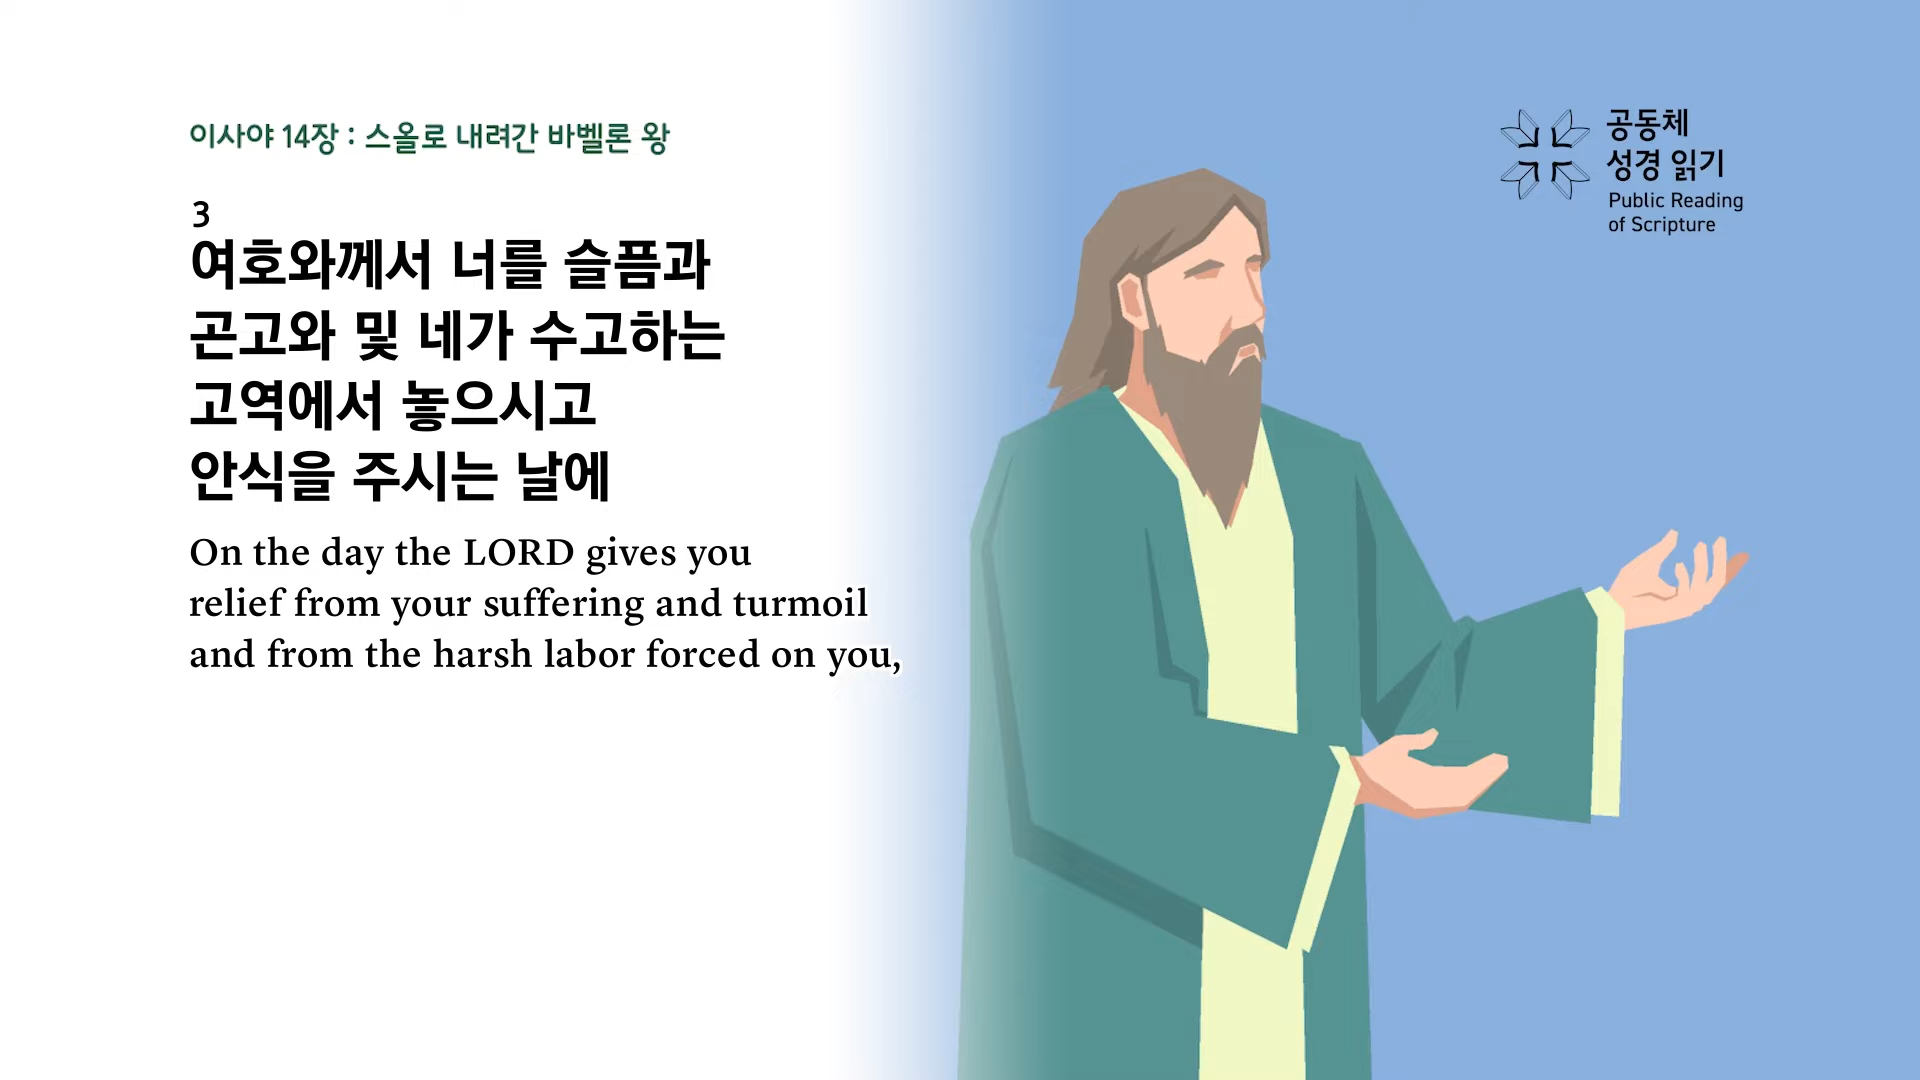 이사야 14장 : 스올로 내려간 바벨론 왕
3
여호와께서 너를 슬픔과
곤고와 및 네가 수고하는
고역에서 놓으시고
안식을 주시는 날에
On the day the LORD gives you
relief from your suffering and turmoil
and from the harsh labor forced on you,
공동체
성경 읽기
Public Reading
of Scripture